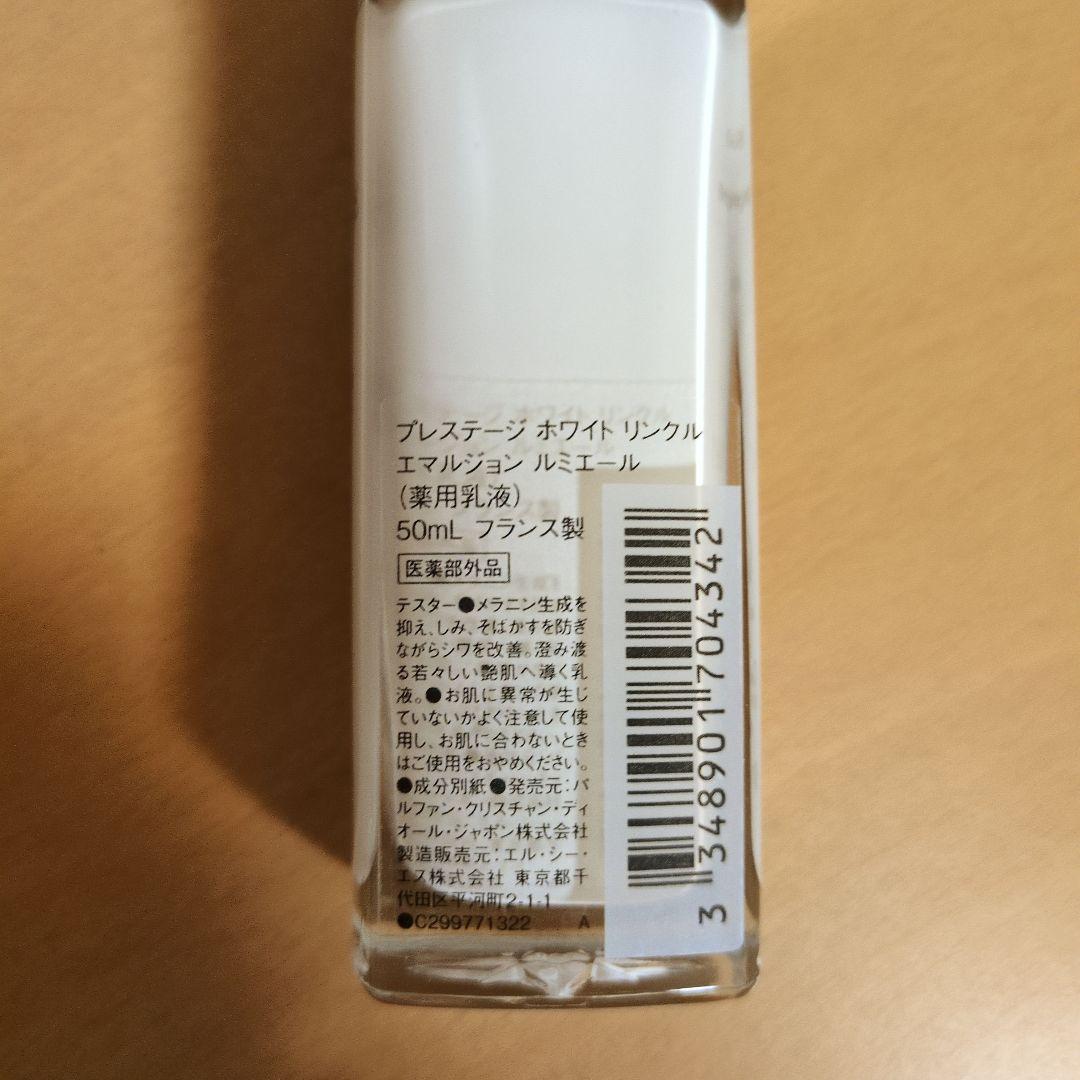 プレステージ ホワイト リンクル
エマルジョン ルミエール
（薬用乳液）
50mL フランス製
医薬部外品
テスター●メラニン生成を
抑え、しみ、そばかすを防ぎ
ながらシワを改善。澄み渡
る若々しい艶肌へ導く乳
液。●お肌に異常が生じ
ていないかよく注意して使
用し、お肌に合わないとき
はご使用をおやめください。
●成分別紙●発売元：パ
ルファン・クリスチャン・ディ
オール・ジャポン株式会社
製造販売元：エル・シー・
エス株式会社 東京都千
代田区平河町2-1-1
●C299771322 A
3 348901 704342